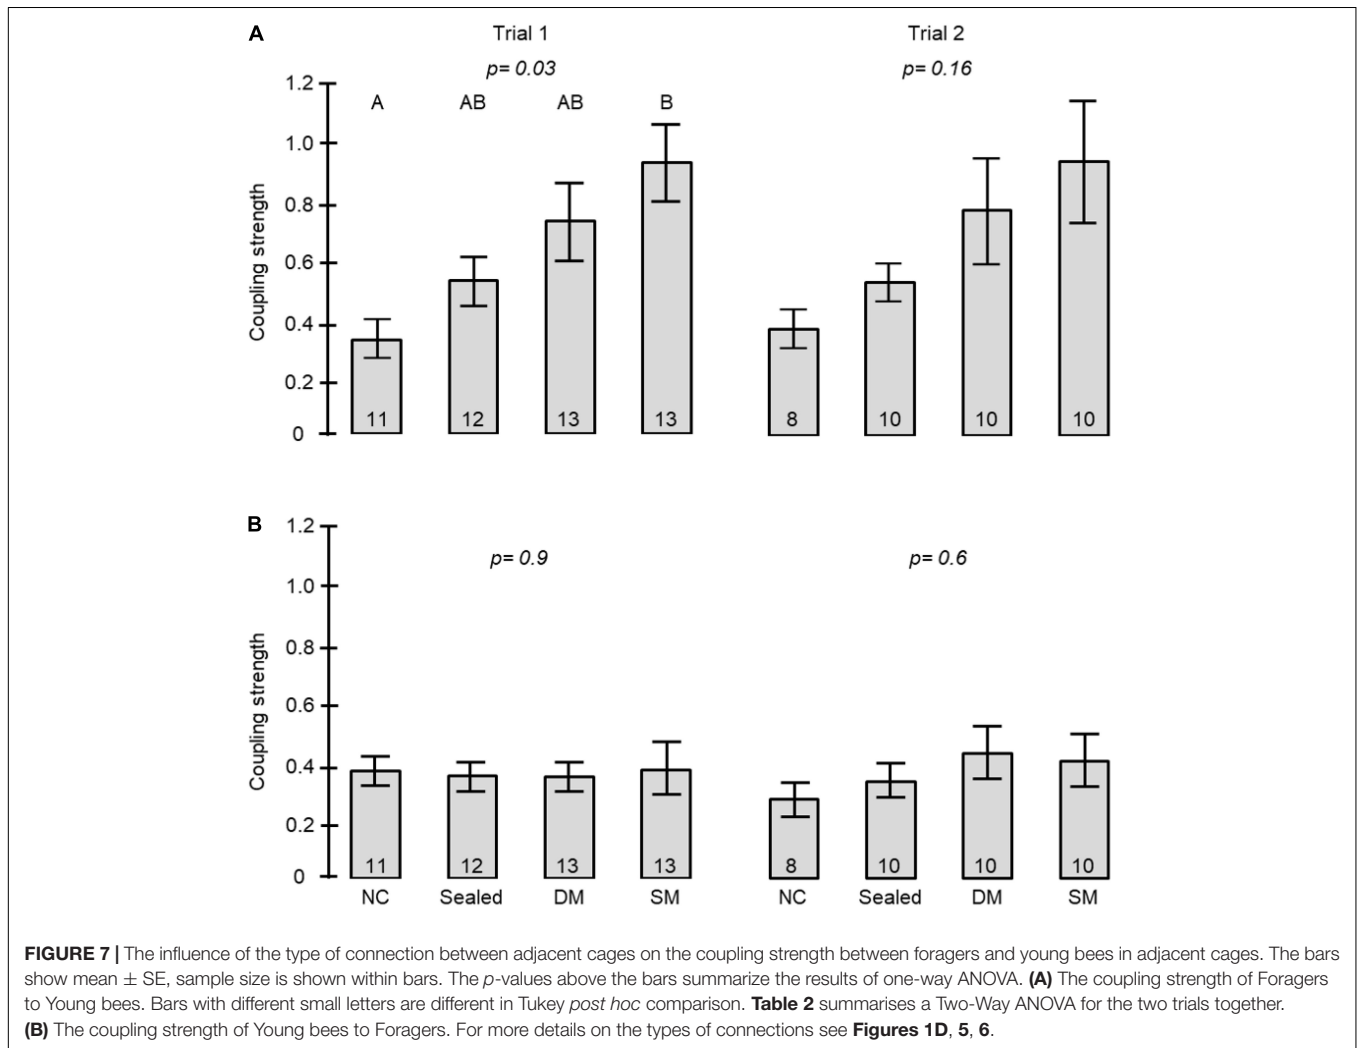 A Trial 1 Trial 2
p= 0.03 p= 0.16
1.2
A AB AB B
1.0
0.8
0.6
0.4
0.2
0
Coupling strength
11 12 13 13 8 10 10 10
B
1.2
p= 0.9 p= 0.6
1.0
0.8
0.6
0.4
0.2
0
Coupling strength
11 12 13 13 8 10 10 10
NC Sealed DM SM NC Sealed DM SM
FIGURE 7 | The influence of the type of connection between adjacent cages on the coupling strength between foragers and young bees in adjacent cages. The bars
show mean ± SE, sample size is shown within bars. The p-values above the bars summarize the results of one-way ANOVA. (A) The coupling strength of Foragers
to Young bees. Bars with different small letters are different in Tukey post hoc comparison. Table 2 summarises a Two-Way ANOVA for the two trials together.
(B) The coupling strength of Young bees to Foragers. For more details on the types of connections see Figures 1D, 5, 6.